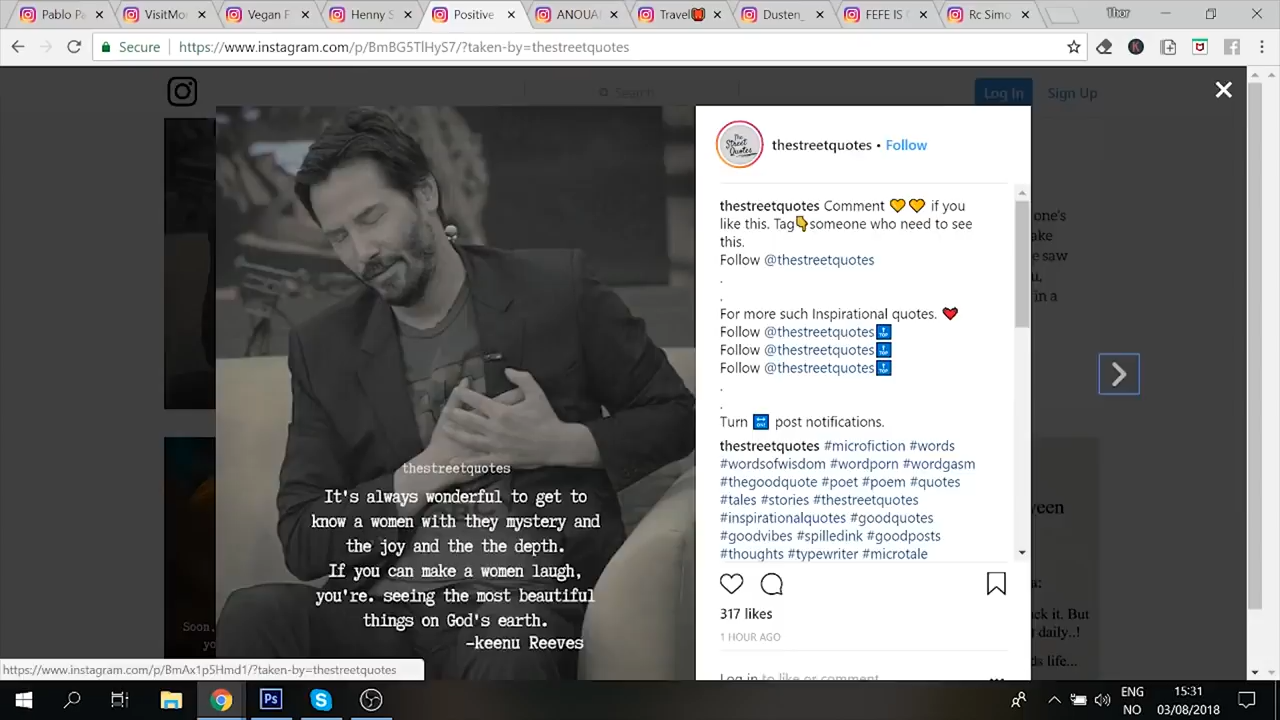 Pablo P
VisitMo
Vegan F
Henny S
Positive
ANOUA
Travel
Dusten_
FEFE IS
Rc Simo
Thor
Secure
https://www.instagram.com/p/BmBG5TlHyS7/?taken-by=thestreetquotes
Search
Log In
Sign Up
thestreetquotes • Follow
thestreetquotes Comment 💛💛 if you
like this. Tag👇someone who need to see
this.
Follow @thestreetquotes
.
.
For more such Inspirational quotes. ❤
Follow @thestreetquotes🔝
Follow @thestreetquotes🔝
Follow @thestreetquotes🔝
.
.
Turn post notifications.
thestreetquotes #microfiction #words
#wordsofwisdom #wordporn #wordgasm
#thegoodquote #poet #poem #quotes
#tales #stories #thestreetquotes
#inspirationalquotes #goodquotes
#goodvibes #spilledink #goodposts
#thoughts #typewriter #microtale
317 likes
1 HOUR AGO
Log in to like or comment.
thestreetquotes
It's always wonderful to get to
know a women with they mystery and
the joy and the the depth.
If you can make a women laugh,
you're. seeing the most beautiful
things on God's earth.
-keenu Reeves
one's
ake
e saw
u,
in a
een
a:
ck it. But
daily..!
ds life...
Soon,
yo
https://www.instagram.com/p/BmAx1p5Hmd1/?taken-by=thestreetquotes
Ps
ENG
NO
15:31
03/08/2018